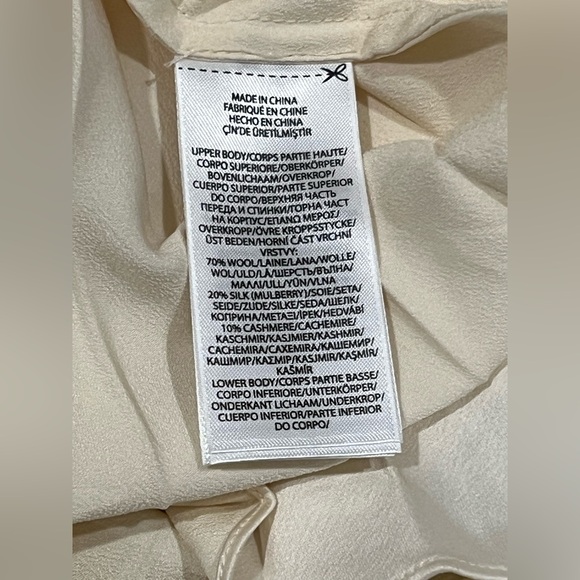 MADE IN CHINA
FABRIQUÉ EN CHINE
HECHO EN CHINA
ÇİN'DE ÜRETİLMİŞTİR
UPPER BODY/CORPS PARTIE HAUTE/
CORPO SUPERIORE/OBERKÖRPER/
BOVENLICHAAM/OVERKROP/
CUERPO SUPERIOR/PARTE SUPERIOR
DO CORPO/ВЕРХНЯЯ ЧАСТЬ
ПЕРЕДА И СПИНКИ/ГОРНА ЧАСТ
НА КОРПУС/ΕΠΑΝΩ ΜΕΡΟΣ/
OVERKROPP/ÖVRE KROPPSSTYCKE/
ÜST BEDEN/HORNÍ ČÁST VRCHNÍ
VRSTVY:
70% WOOL/LAINE/LANA/WOLLE/
WOL/ULD/LÃ/ШЕРСТЬ/ВЪЛНА/
ΜΑΛΛΙ/ULL/YÜN/VLNA
20% SILK (MULBERRY)/SOIE/SETA/
SEIDE/ZIJDE/SILKE/SEDA/ШЕЛК/
КОПРИНА/ΜΕΤΑΞΙ/İPEK/HEDVÁBÍ
10% CASHMERE/CACHEMIRE/
KASCHMIR/KASJMIER/KASHMIR/
CACHEMIRA/CAXEMIRA/КАШЕМИР/
КАШМИР/ΚΑΣΜΙΡ/KASJMIR/KAŞMİR/
KAŠMÍR
LOWER BODY/CORPS PARTIE BASSE/
CORPO INFERIORE/UNTERKÖRPER/
ONDERKANT LICHAAM/UNDERKROP/
CUERPO INFERIOR/PARTE INFERIOR
DO CORPO/